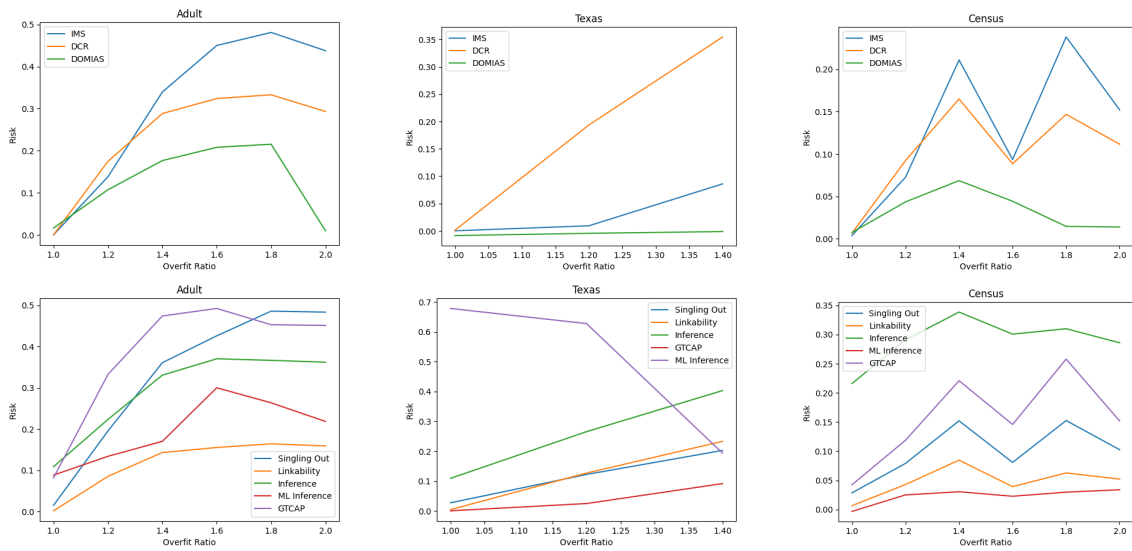 Adult
IMS
DCR
DOMIAS
Risk
0.5
0.4
0.3
0.2
0.1
0.0
1.0 1.2 1.4 1.6 1.8 2.0
Overfit Ratio
Texas
IMS
DCR
DOMIAS
Risk
0.35
0.30
0.25
0.20
0.15
0.10
0.05
0.00
1.00 1.05 1.10 1.15 1.20 1.25 1.30 1.35 1.40
Overfit Ratio
Census
IMS
DCR
DOMIAS
Risk
0.20
0.15
0.10
0.05
0.00
1.0 1.2 1.4 1.6 1.8 2.0
Overfit Ratio
Adult
Risk
0.5
0.4
0.3
0.2
0.1
0.0
Singling Out
Linkability
Inference
ML Inference
GTCAP
1.0 1.2 1.4 1.6 1.8 2.0
Overfit Ratio
Texas
Risk
0.7
0.6
0.5
0.4
0.3
0.2
0.1
0.0
Singling Out
Linkability
Inference
GTCAP
ML Inference
1.00 1.05 1.10 1.15 1.20 1.25 1.30 1.35 1.40
Overfit Ratio
Census
Risk
0.35
0.30
0.25
0.20
0.15
0.10
0.05
0.00
Singling Out
Linkability
Inference
ML Inference
GTCAP
1.0 1.2 1.4 1.6 1.8 2.0
Overfit Ratio